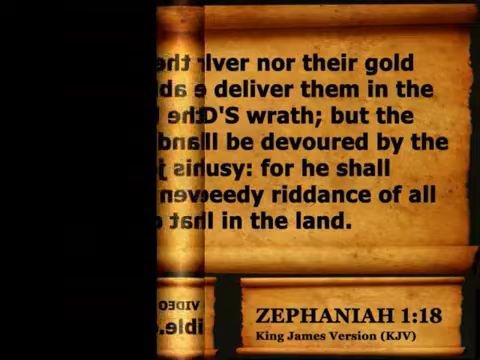 lver nor their gold
deliver them in the
D'S wrath; but the
ll be devoured by the
usy: for he shall
eedy riddance of all
ll in the land.
ZEPHANIAH 1:18
King James Version (KJV)